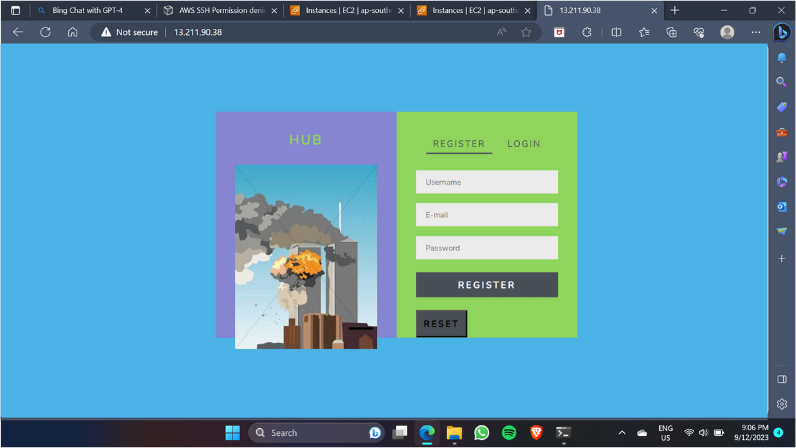 Bing Chat with GPT-4
AWS SSH Permission deni
Instances | EC2 | ap-south
Instances | EC2 | ap-south
13.211.90.38
Not secure
13.211.90.38
HUB
REGISTER
LOGIN
Username
E-mail
Password
REGISTER
RESET
Search
ENG
US
9:06 PM
9/12/2023
4